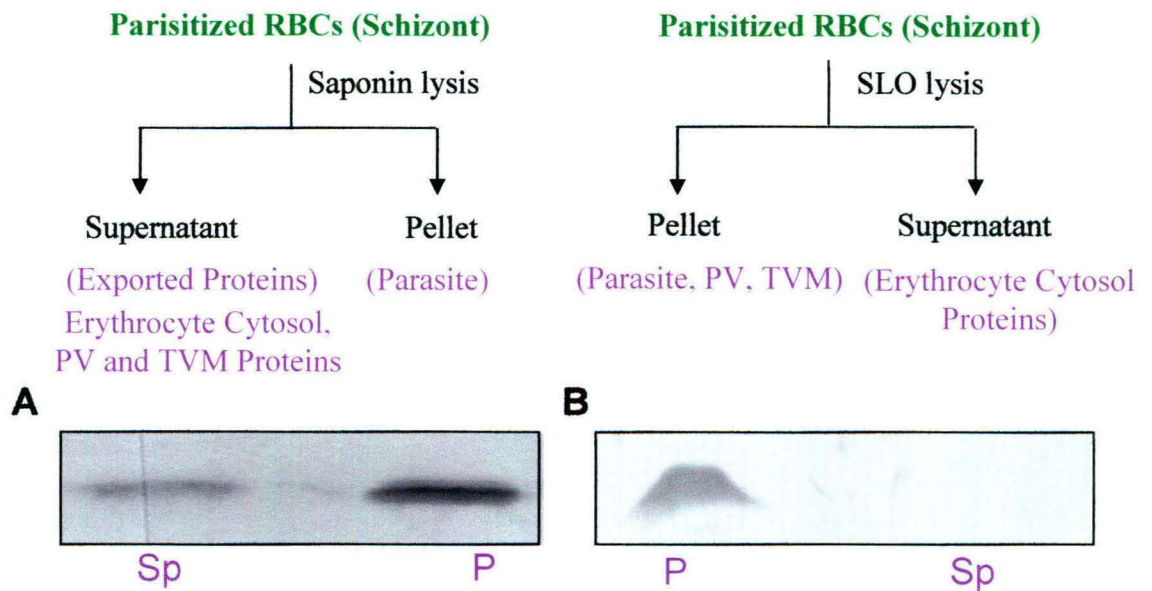 Parisitized RBCs (Schizont)
Saponin lysis
Supernatant
Pellet
(Exported Proteins)
Erythrocyte Cytosol,
PV and TVM Proteins
(Parasite)
Parisitized RBCs (Schizont)
SLO lysis
Pellet
Supernatant
(Parasite, PV, TVM)
(Erythrocyte Cytosol
Proteins)
A
Sp
P
B
P
Sp